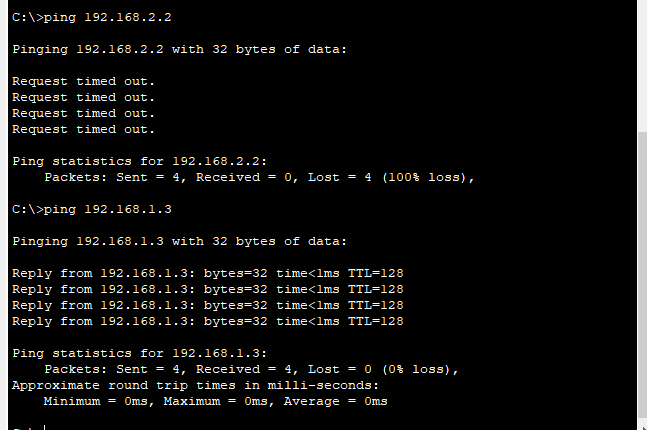 C:\>ping 192.168.2.2
Pinging 192.168.2.2 with 32 bytes of data:
Request timed out.
Request timed out.
Request timed out.
Request timed out.
Ping statistics for 192.168.2.2:
    Packets: Sent = 4, Received = 0, Lost = 4 (100% loss),
C:\>ping 192.168.1.3
Pinging 192.168.1.3 with 32 bytes of data:
Reply from 192.168.1.3: bytes=32 time<1ms TTL=128
Reply from 192.168.1.3: bytes=32 time<1ms TTL=128
Reply from 192.168.1.3: bytes=32 time<1ms TTL=128
Reply from 192.168.1.3: bytes=32 time<1ms TTL=128
Ping statistics for 192.168.1.3:
    Packets: Sent = 4, Received = 4, Lost = 0 (0% loss),
Approximate round trip times in milli-seconds:
    Minimum = 0ms, Maximum = 0ms, Average = 0ms